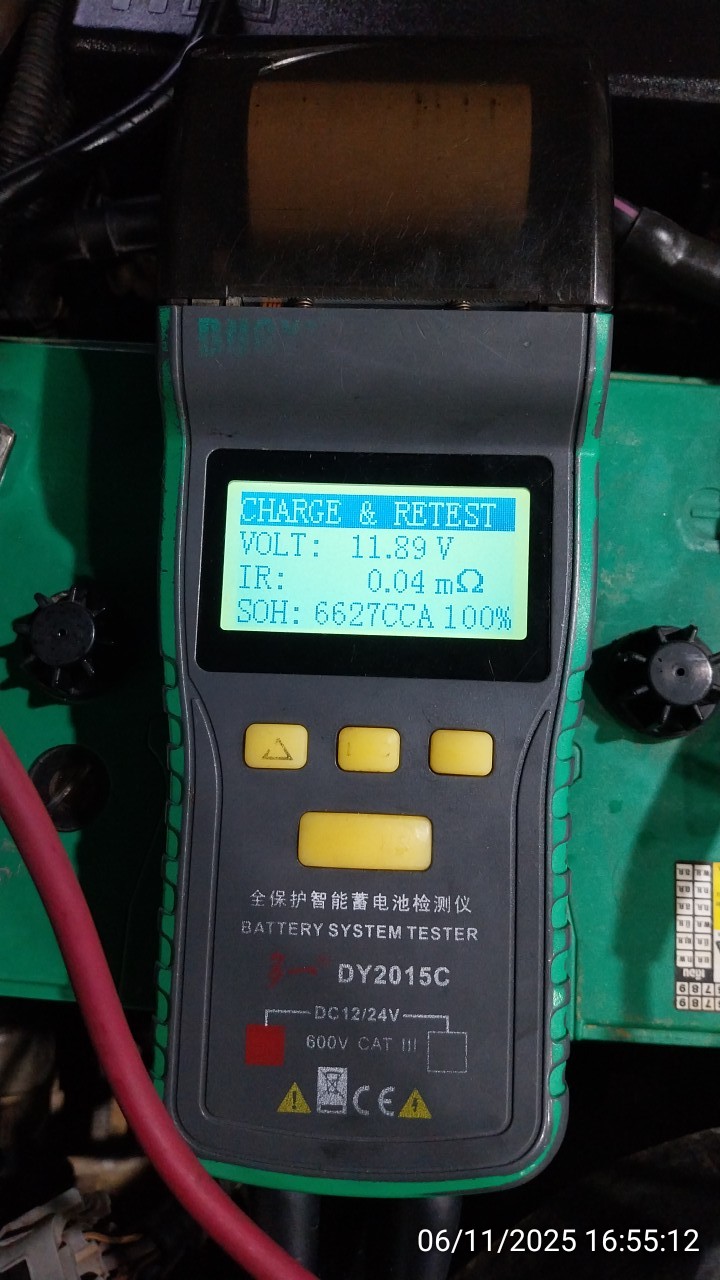 CHARGE & RETEST
VOLT: 11.89 V
IR: 0.04 mΩ
SOH: 6627CCA 100%
全保护智能蓄电池检测仪
BATTERY SYSTEM TESTER
DY2015C
DC12/24V
600V CAT III
CE
06/11/2025 16:55:12